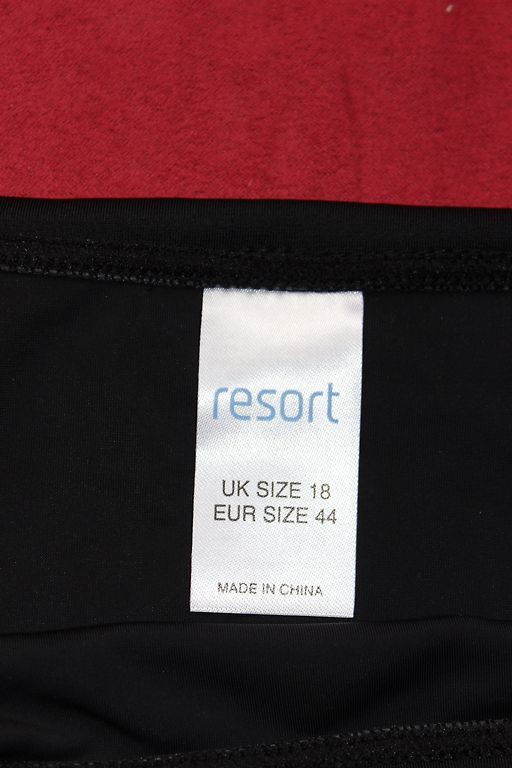 resort
UK SIZE 18
EUR SIZE 44
MADE IN CHINA